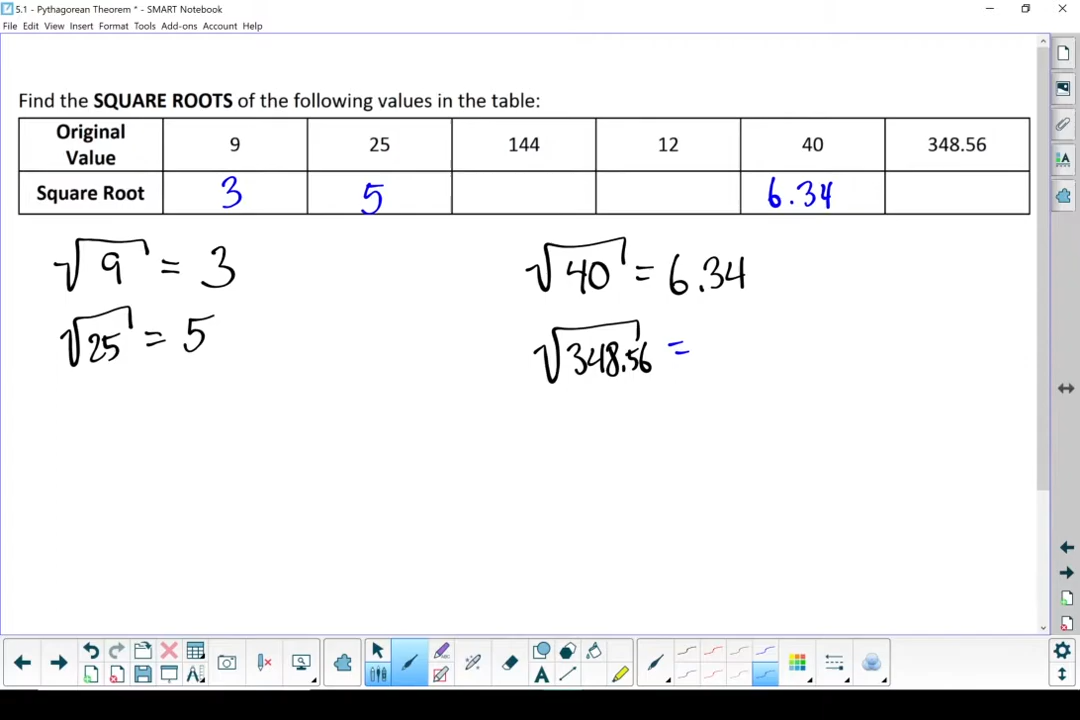 5.1 - Pythagorean Theorem * - SMART Notebook
File Edit View Insert Format Tools Add-ons Account Help
Find the SQUARE ROOTS of the following values in the table:
Original Value 9 25 144 12 40 348.56
Square Root 3 5 6.34
√9 = 3
√40 = 6.34
√25 = 5
√348.56 =